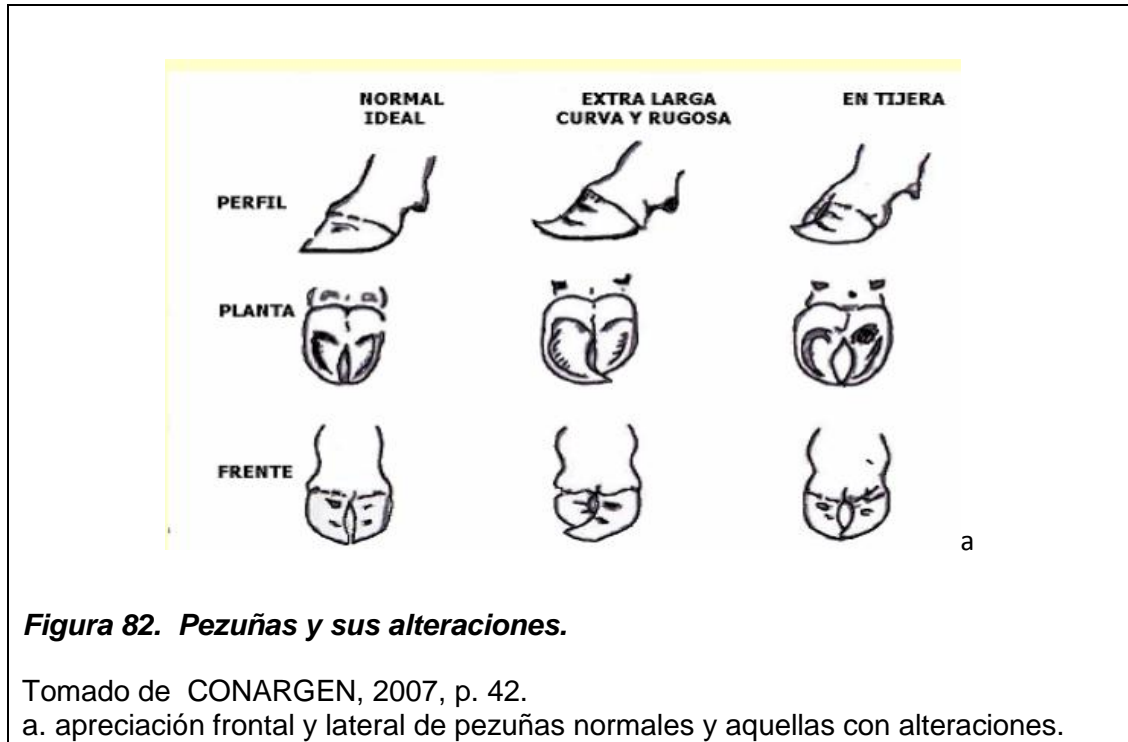 NORMAL IDEAL
EXTRA LARGA CURVA Y RUGOSA
EN TIJERA
PERFIL
PLANTA
FRENTE
a
Figura 82. Pezuñas y sus alteraciones.
Tomado de CONARGEN, 2007, p. 42.
a. apreciación frontal y lateral de pezuñas normales y aquellas con alteraciones.